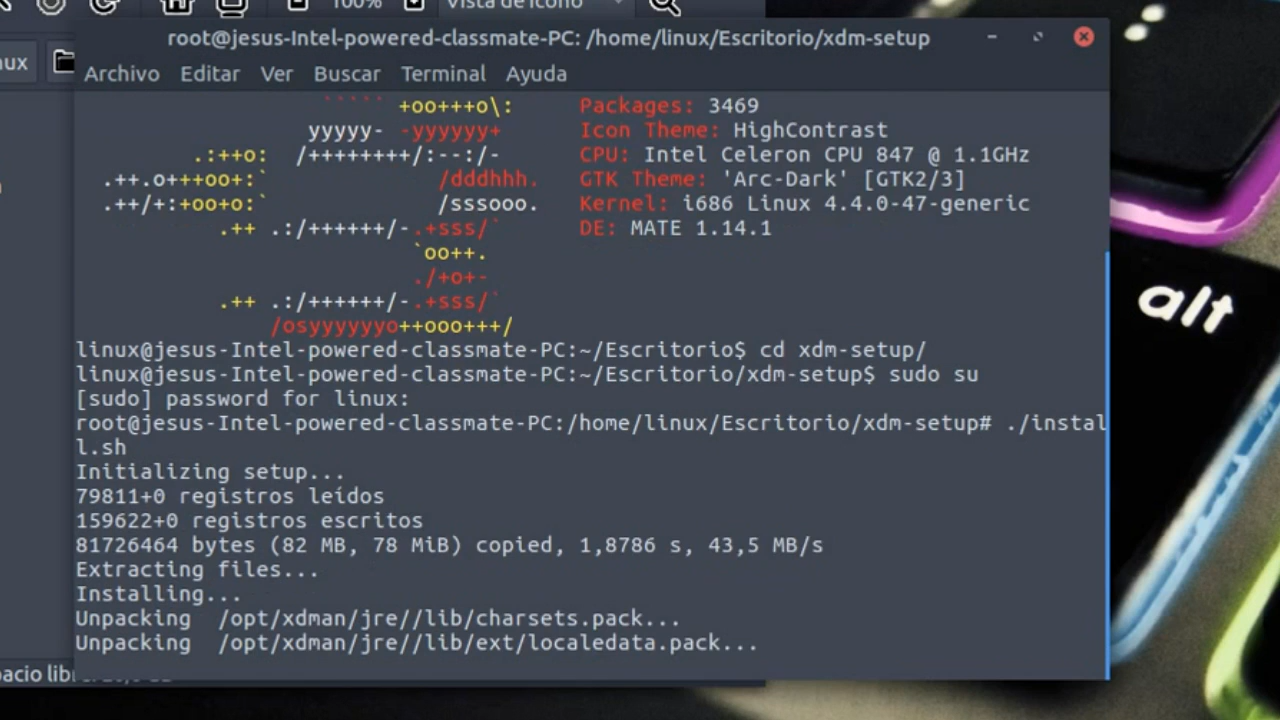 100% Vista de icono
root@jesus-Intel-powered-classmate-PC: /home/linux/Escritorio/xdm-setup
nux
Archivo Editar Ver Buscar Terminal Ayuda
````` +oo+++o\: Packages: 3469
yyyyy- -yyyyyy+ Icon Theme: HighContrast
.:++o: /++++++++/:--:/- CPU: Intel Celeron CPU 847 @ 1.1GHz
.++.o+++oo+:` /dddhhh. GTK Theme: 'Arc-Dark' [GTK2/3]
.++/+:+oo+o:` /sssooo. Kernel: i686 Linux 4.4.0-47-generic
.++ .:/++++++/-.+sss/` DE: MATE 1.14.1
`oo++.
./+o+-
.++ .:/++++++/-.+sss/`
/osyyyyyyo++ooo+++/
linux@jesus-Intel-powered-classmate-PC:~/Escritorio$ cd xdm-setup/
linux@jesus-Intel-powered-classmate-PC:~/Escritorio/xdm-setup$ sudo su
[sudo] password for linux:
root@jesus-Intel-powered-classmate-PC:/home/linux/Escritorio/xdm-setup# ./instal
l.sh
Initializing setup...
79811+0 registros leídos
159622+0 registros escritos
81726464 bytes (82 MB, 78 MiB) copied, 1,8786 s, 43,5 MB/s
Extracting files...
Installing...
Unpacking  /opt/xdman/jre//lib/charsets.pack...
Unpacking  /opt/xdman/jre//lib/ext/localedata.pack...
alt